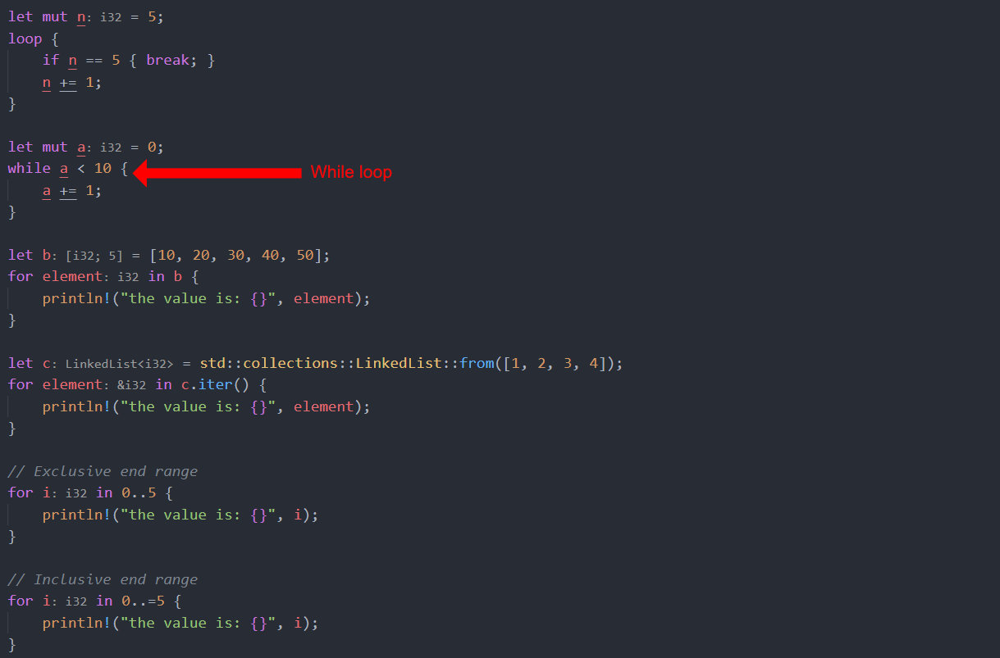 let mut n: i32 = 5;
loop {
    if n == 5 { break; }
    n += 1;
}
let mut a: i32 = 0;
while a < 10 { While loop
    a += 1;
}
let b: [i32; 5] = [10, 20, 30, 40, 50];
for element: i32 in b {
    println!("the value is: {}", element);
}
let c: LinkedList<i32> = std::collections::LinkedList::from([1, 2, 3, 4]);
for element: &i32 in c.iter() {
    println!("the value is: {}", element);
}
// Exclusive end range
for i: i32 in 0..5 {
    println!("the value is: {}", i);
}
// Inclusive end range
for i: i32 in 0..=5 {
    println!("the value is: {}", i);
}